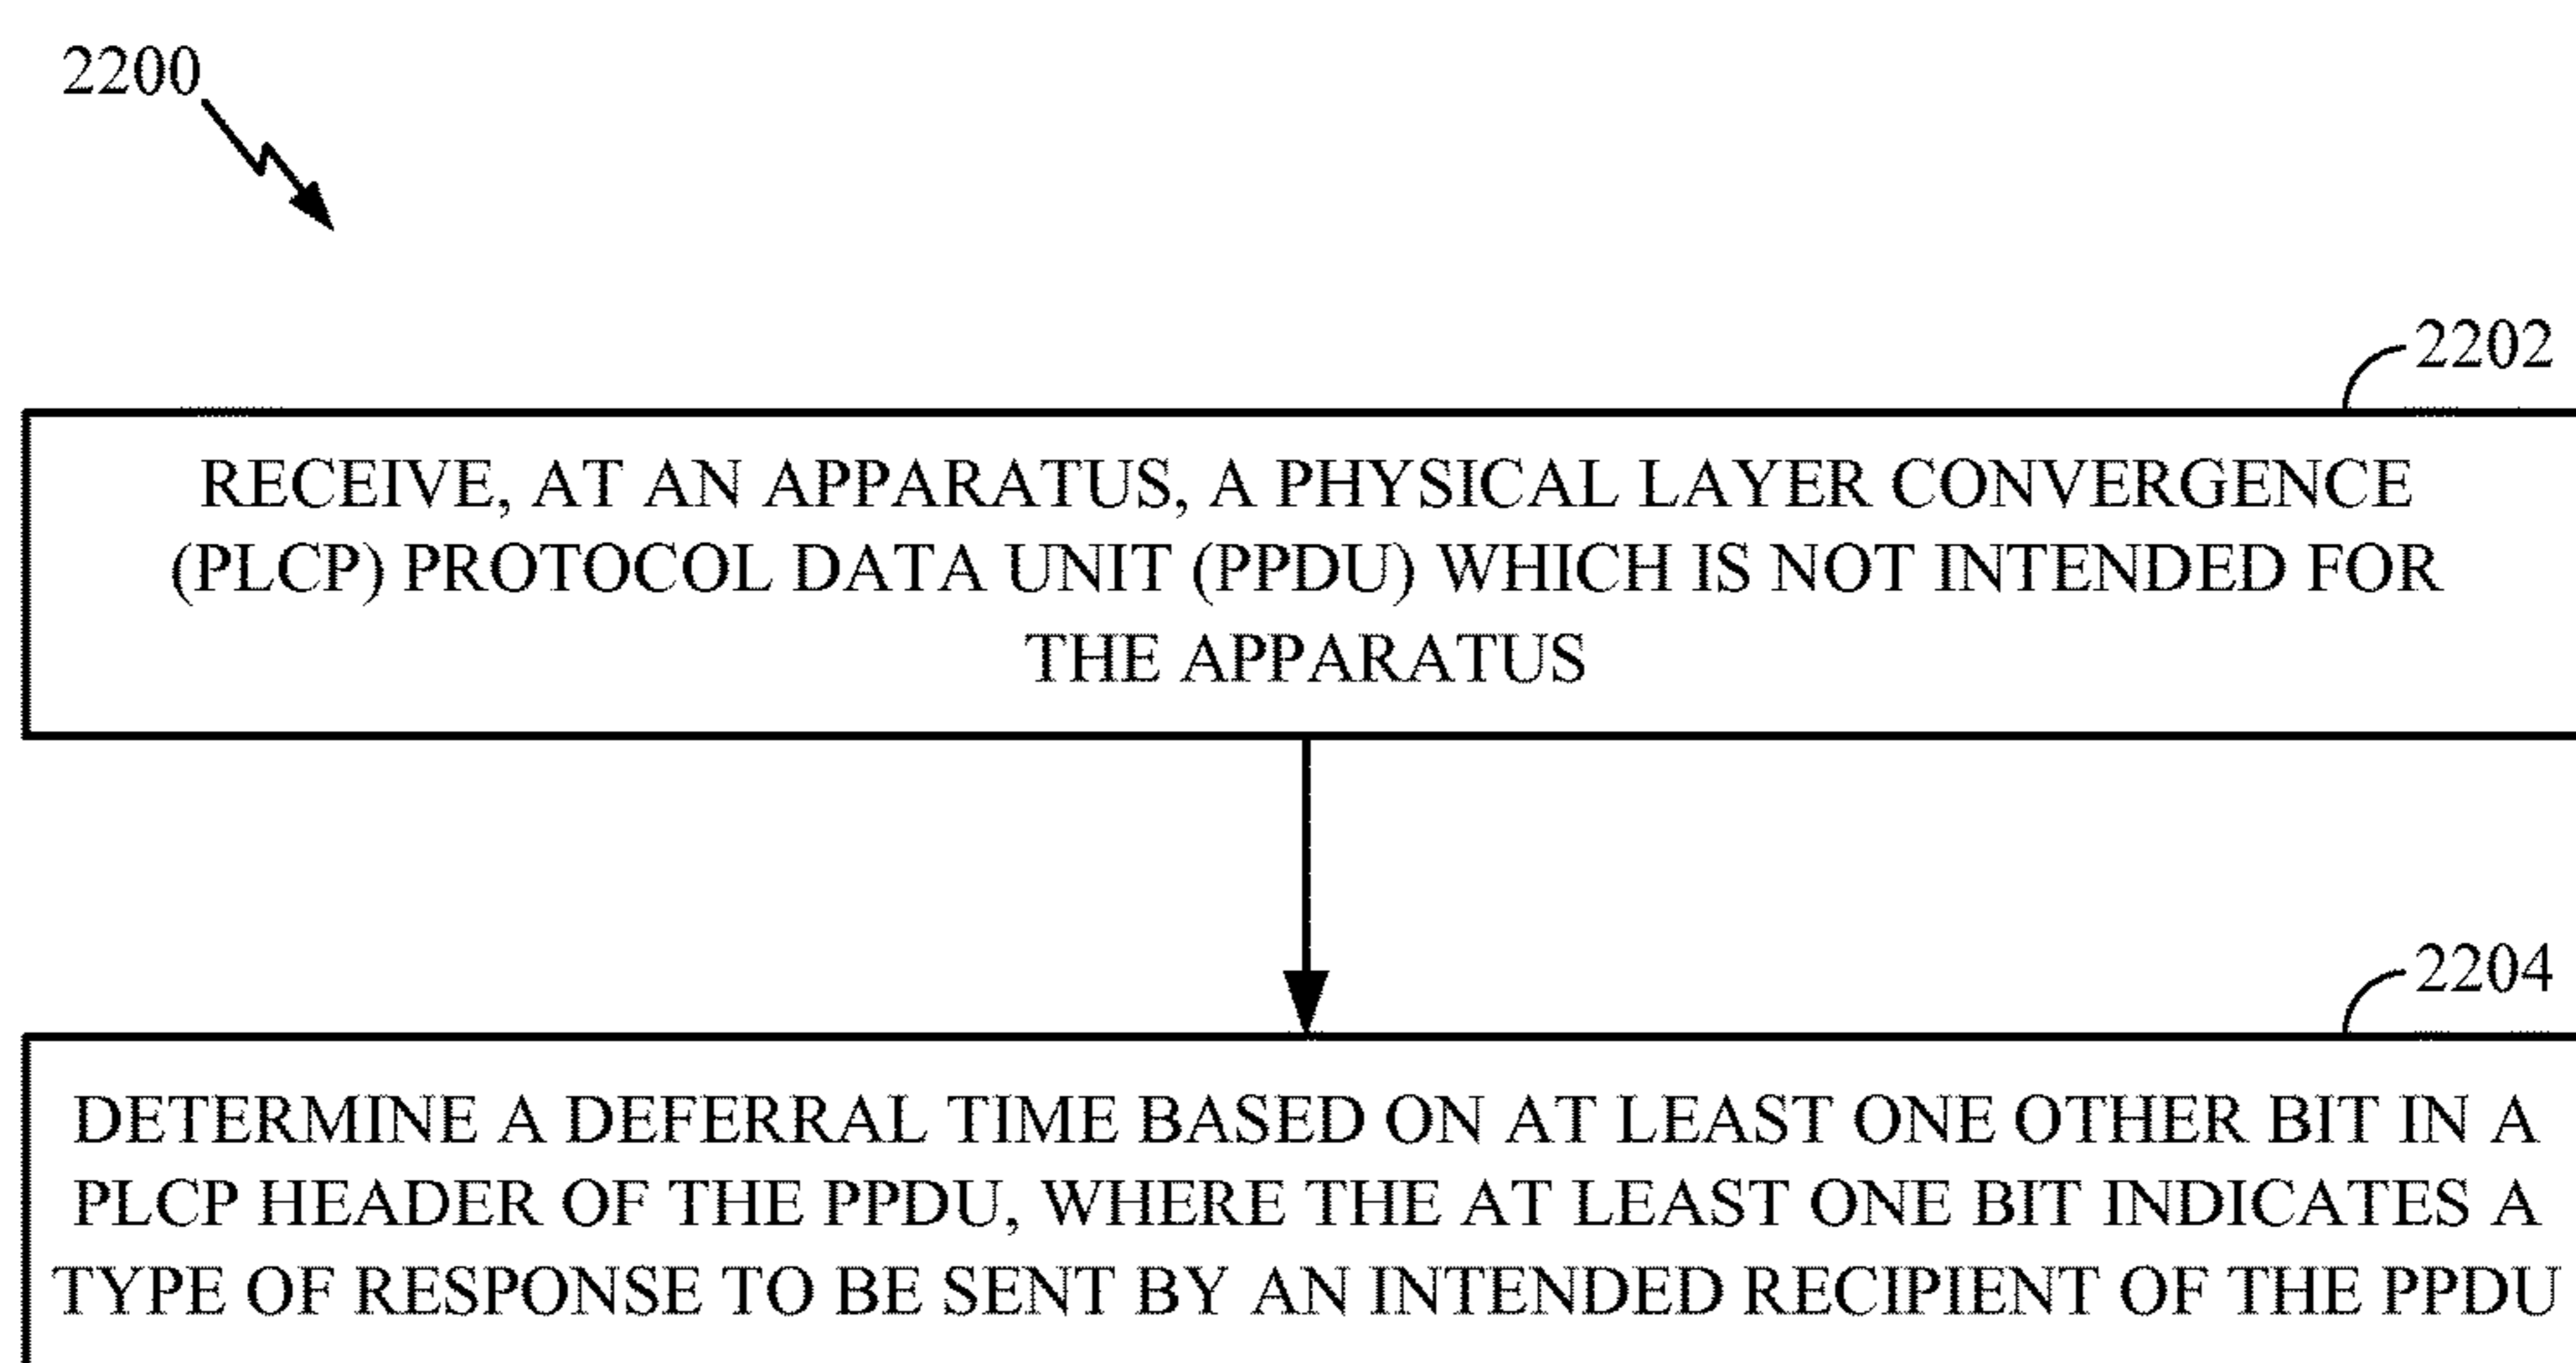 2200
2202
RECEIVE, AT AN APPARATUS, A PHYSICAL LAYER CONVERGENCE
(PLCP) PROTOCOL DATA UNIT (PPDU) WHICH IS NOT INTENDED FOR
THE APPARATUS
2204
DETERMINE A DEFERRAL TIME BASED ON AT LEAST ONE OTHER BIT IN A
PLCP HEADER OF THE PPDU, WHERE THE AT LEAST ONE BIT INDICATES A
TYPE OF RESPONSE TO BE SENT BY AN INTENDED RECIPIENT OF THE PPDU